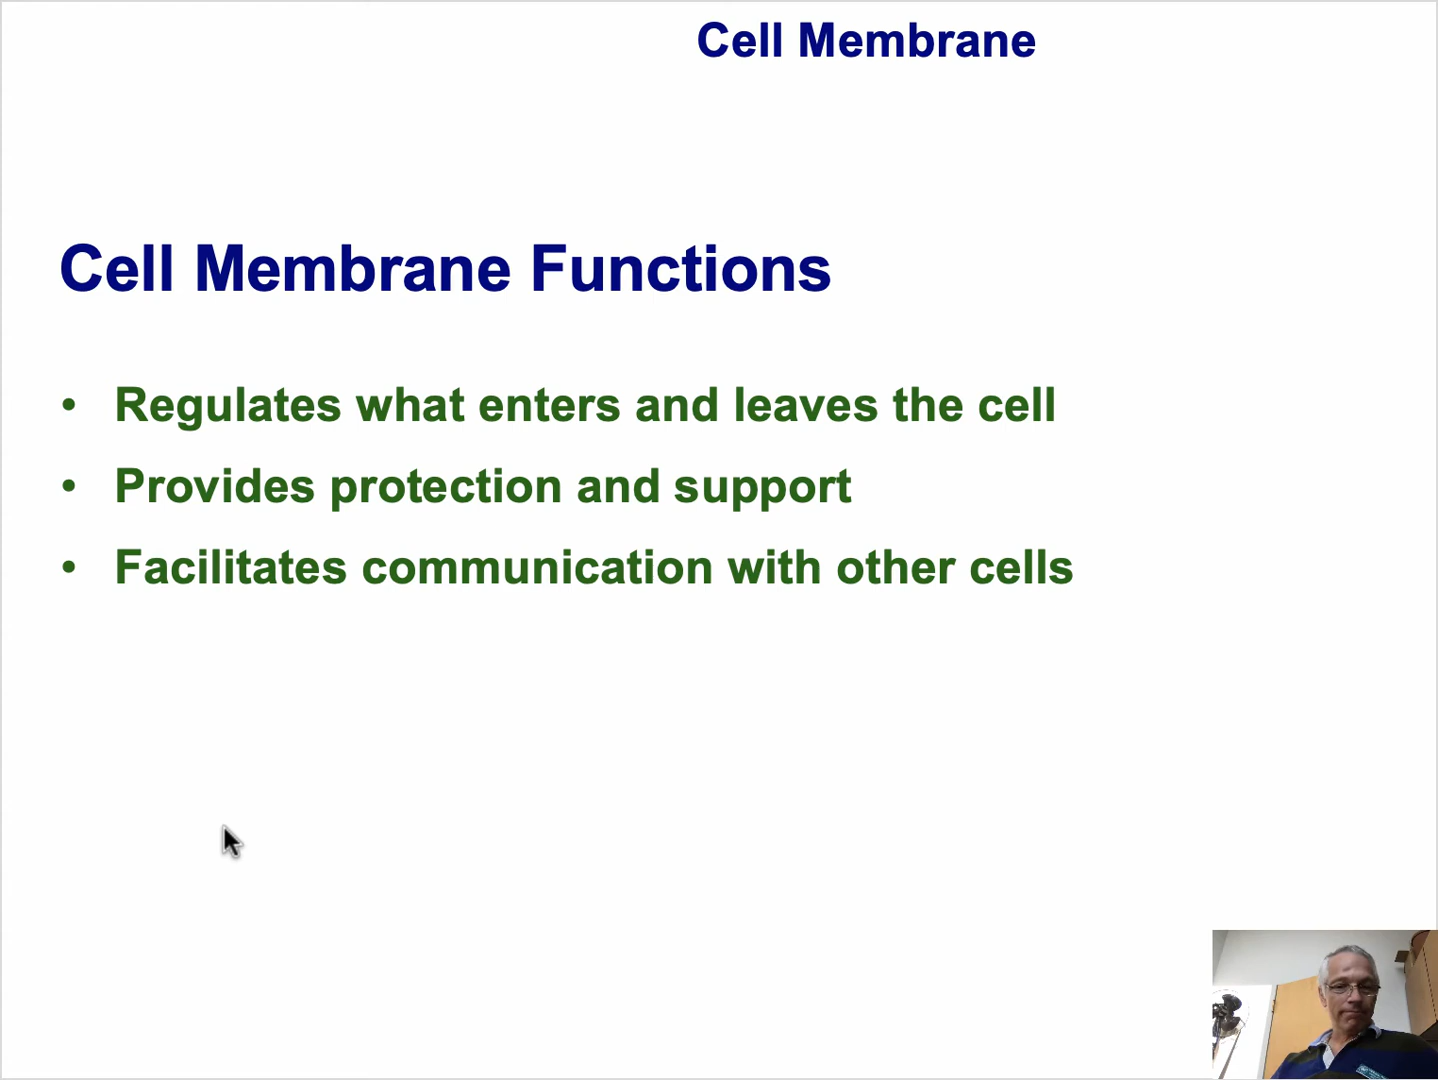 Cell Membrane
Cell Membrane Functions
• Regulates what enters and leaves the cell
• Provides protection and support
• Facilitates communication with other cells